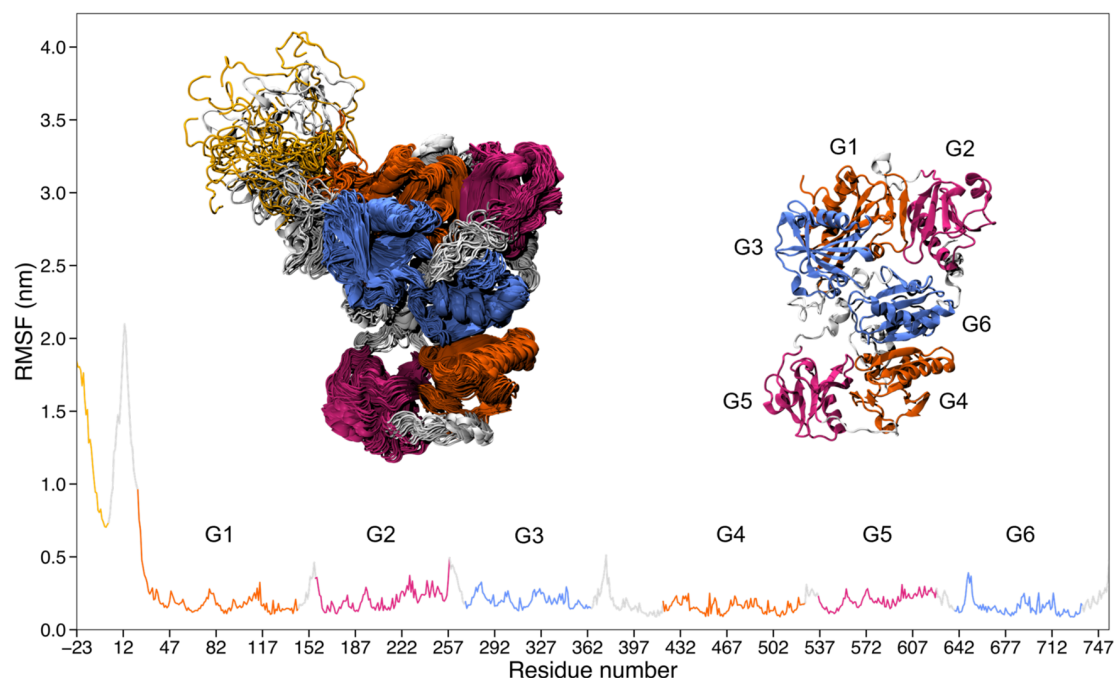 4.0
3.5
3.0
2.5
2.0
1.5
1.0
0.5
0.0
RMSF (nm)
G1 G2
G3
G6
G5 G4
G1 G2 G3 G4 G5 G6
−23 12 47 82 117 152 187 222 257 292 327 362 397 432 467 502 537 572 607 642 677 712 747
Residue number